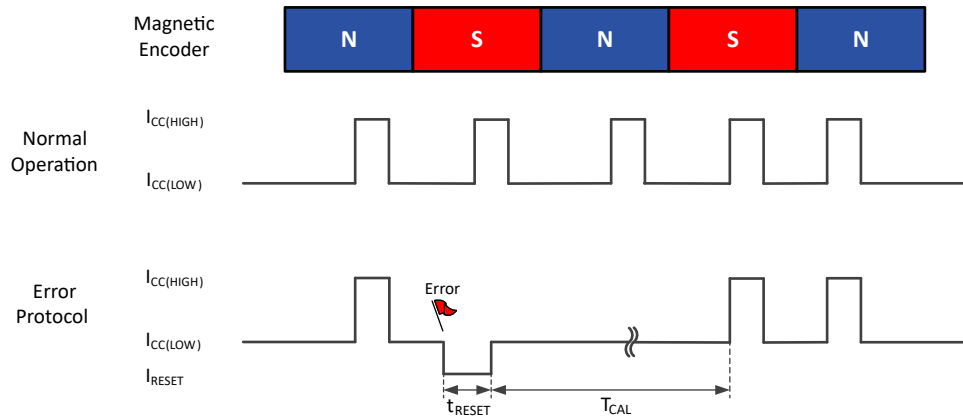 Magnetic
Encoder
N S N S N
Normal
Operation
ICC(HIGH)
ICC(LOW)
Error
Protocol
ICC(HIGH)
Error
ICC(LOW)
IRESET
tRESET
TCAL